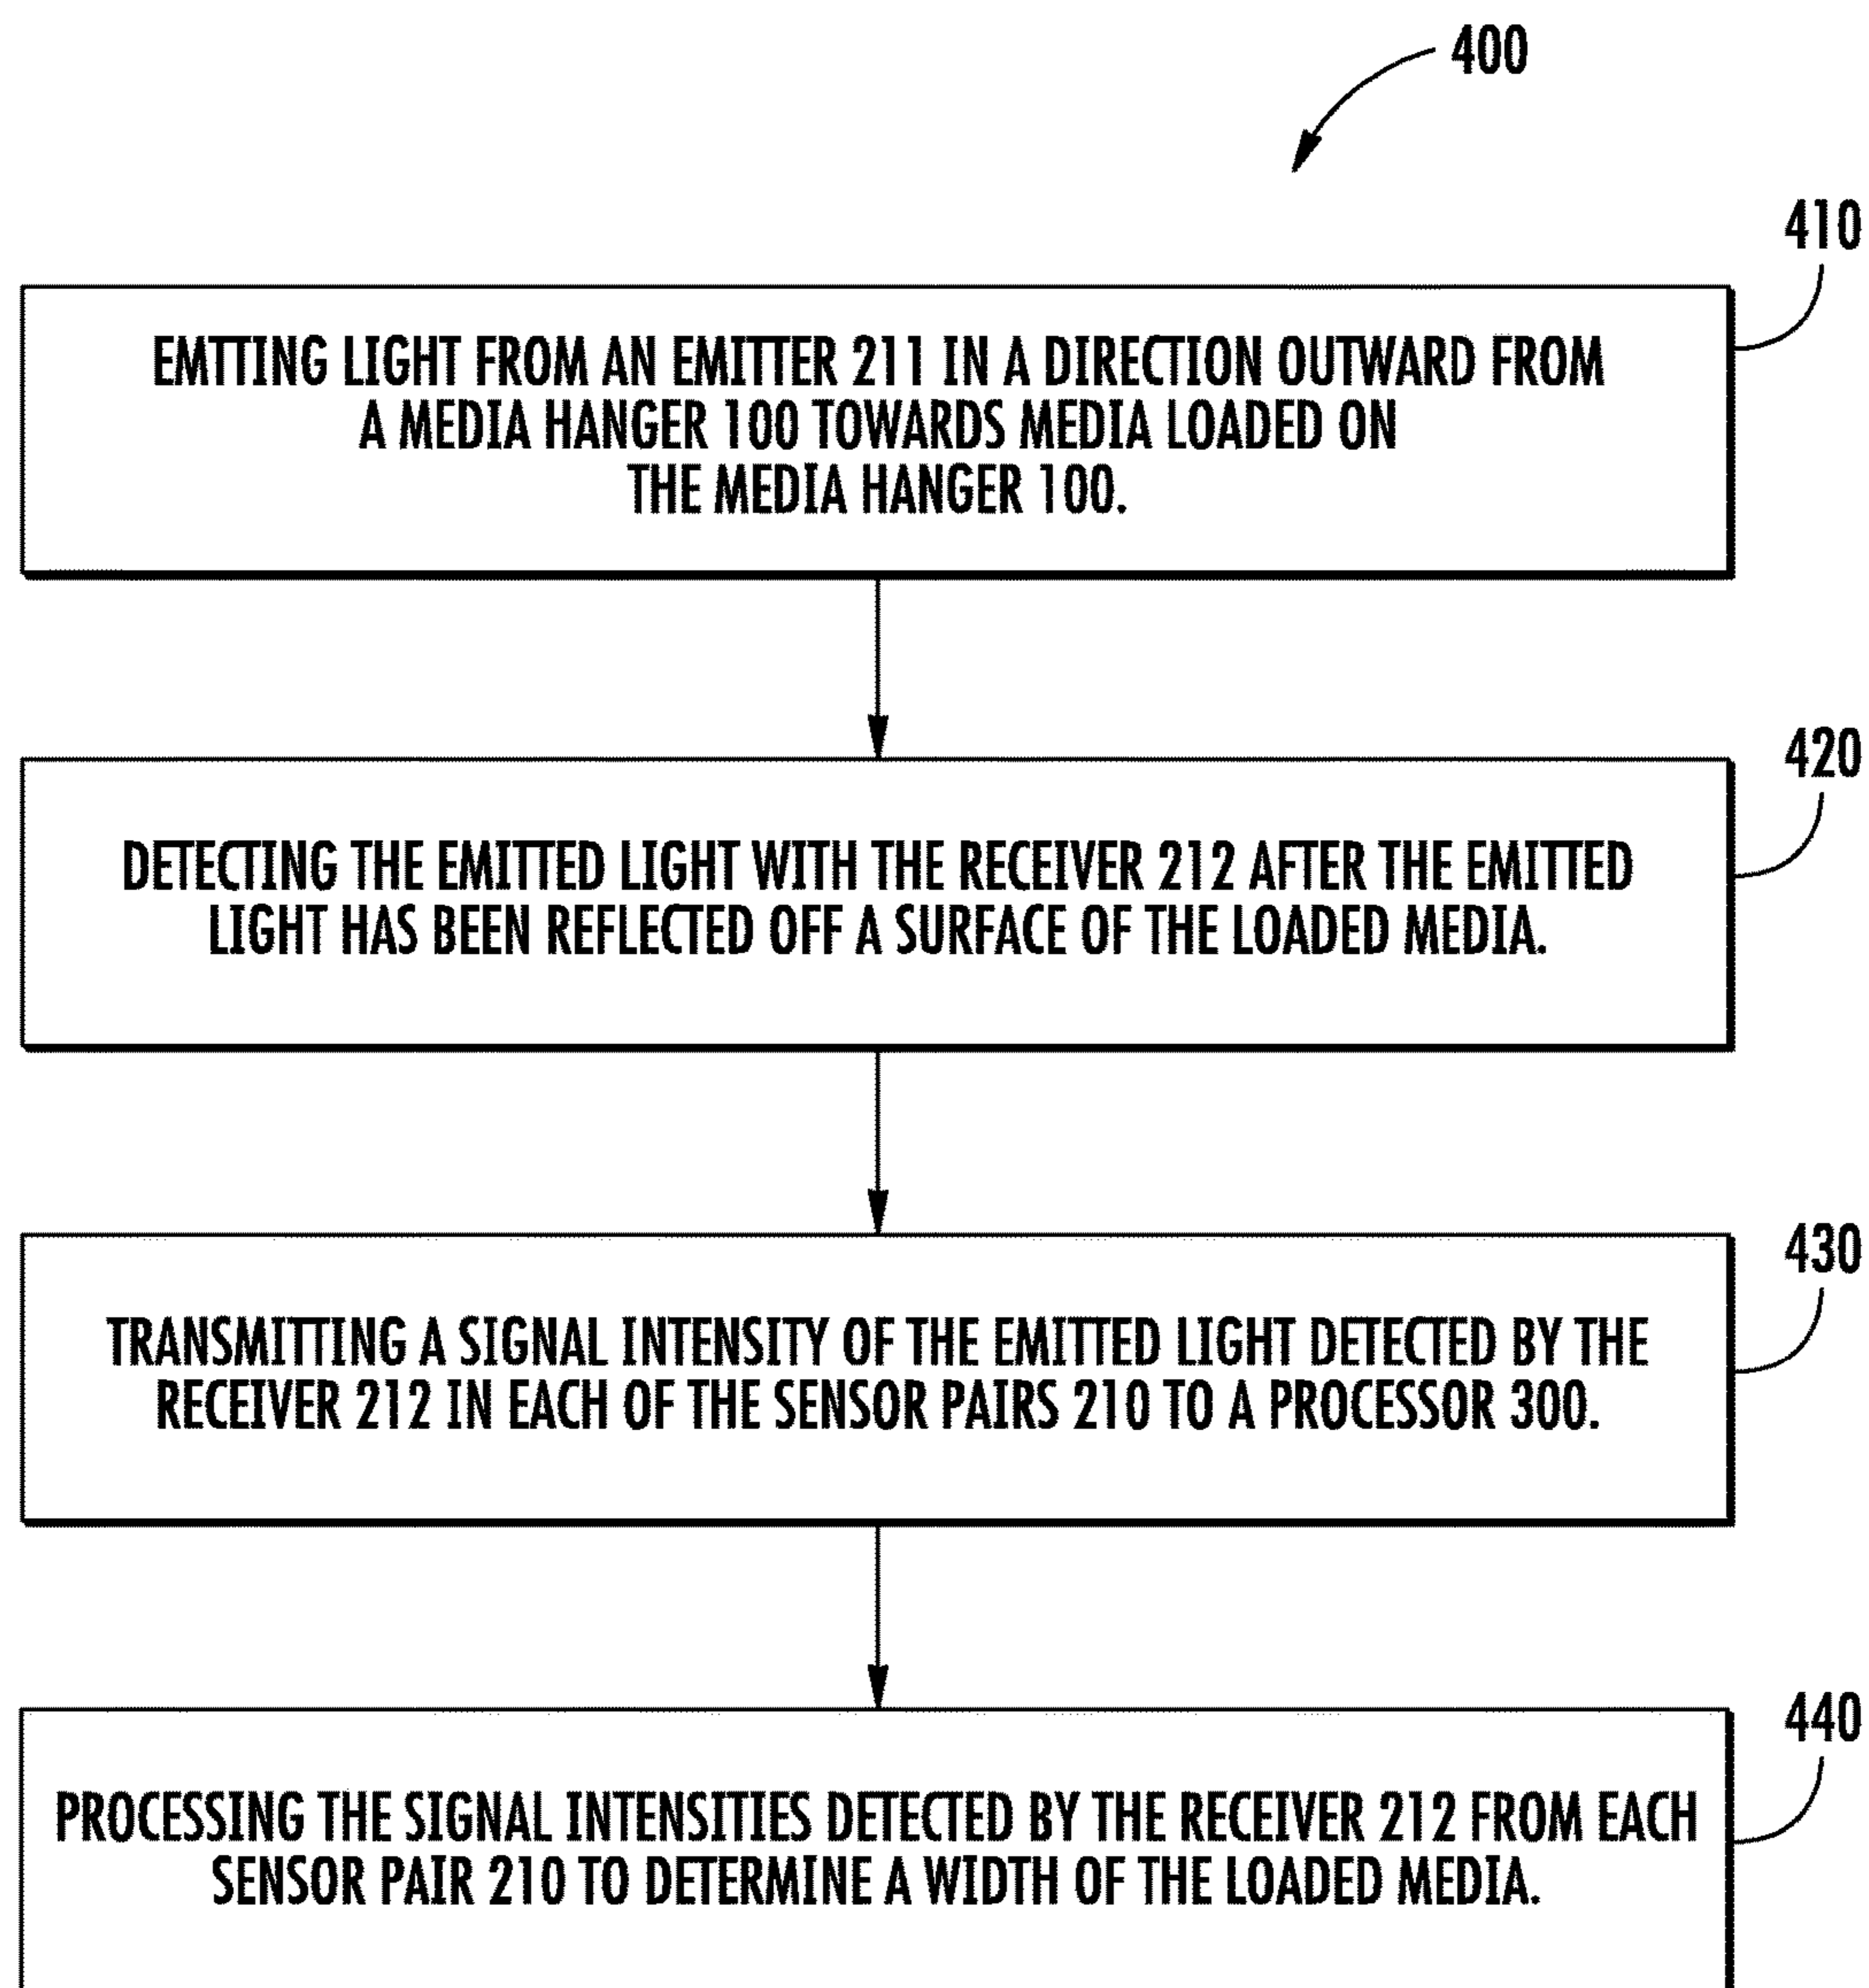 400
410
EMTTING LIGHT FROM AN EMITTER 211 IN A DIRECTION OUTWARD FROM
A MEDIA HANGER 100 TOWARDS MEDIA LOADED ON
THE MEDIA HANGER 100.
420
DETECTING THE EMITTED LIGHT WITH THE RECEIVER 212 AFTER THE EMITTED
LIGHT HAS BEEN REFLECTED OFF A SURFACE OF THE LOADED MEDIA.
430
TRANSMITTING A SIGNAL INTENSITY OF THE EMITTED LIGHT DETECTED BY THE
RECEIVER 212 IN EACH OF THE SENSOR PAIRS 210 TO A PROCESSOR 300.
440
PROCESSING THE SIGNAL INTENSITIES DETECTED BY THE RECEIVER 212 FROM EACH
SENSOR PAIR 210 TO DETERMINE A WIDTH OF THE LOADED MEDIA.